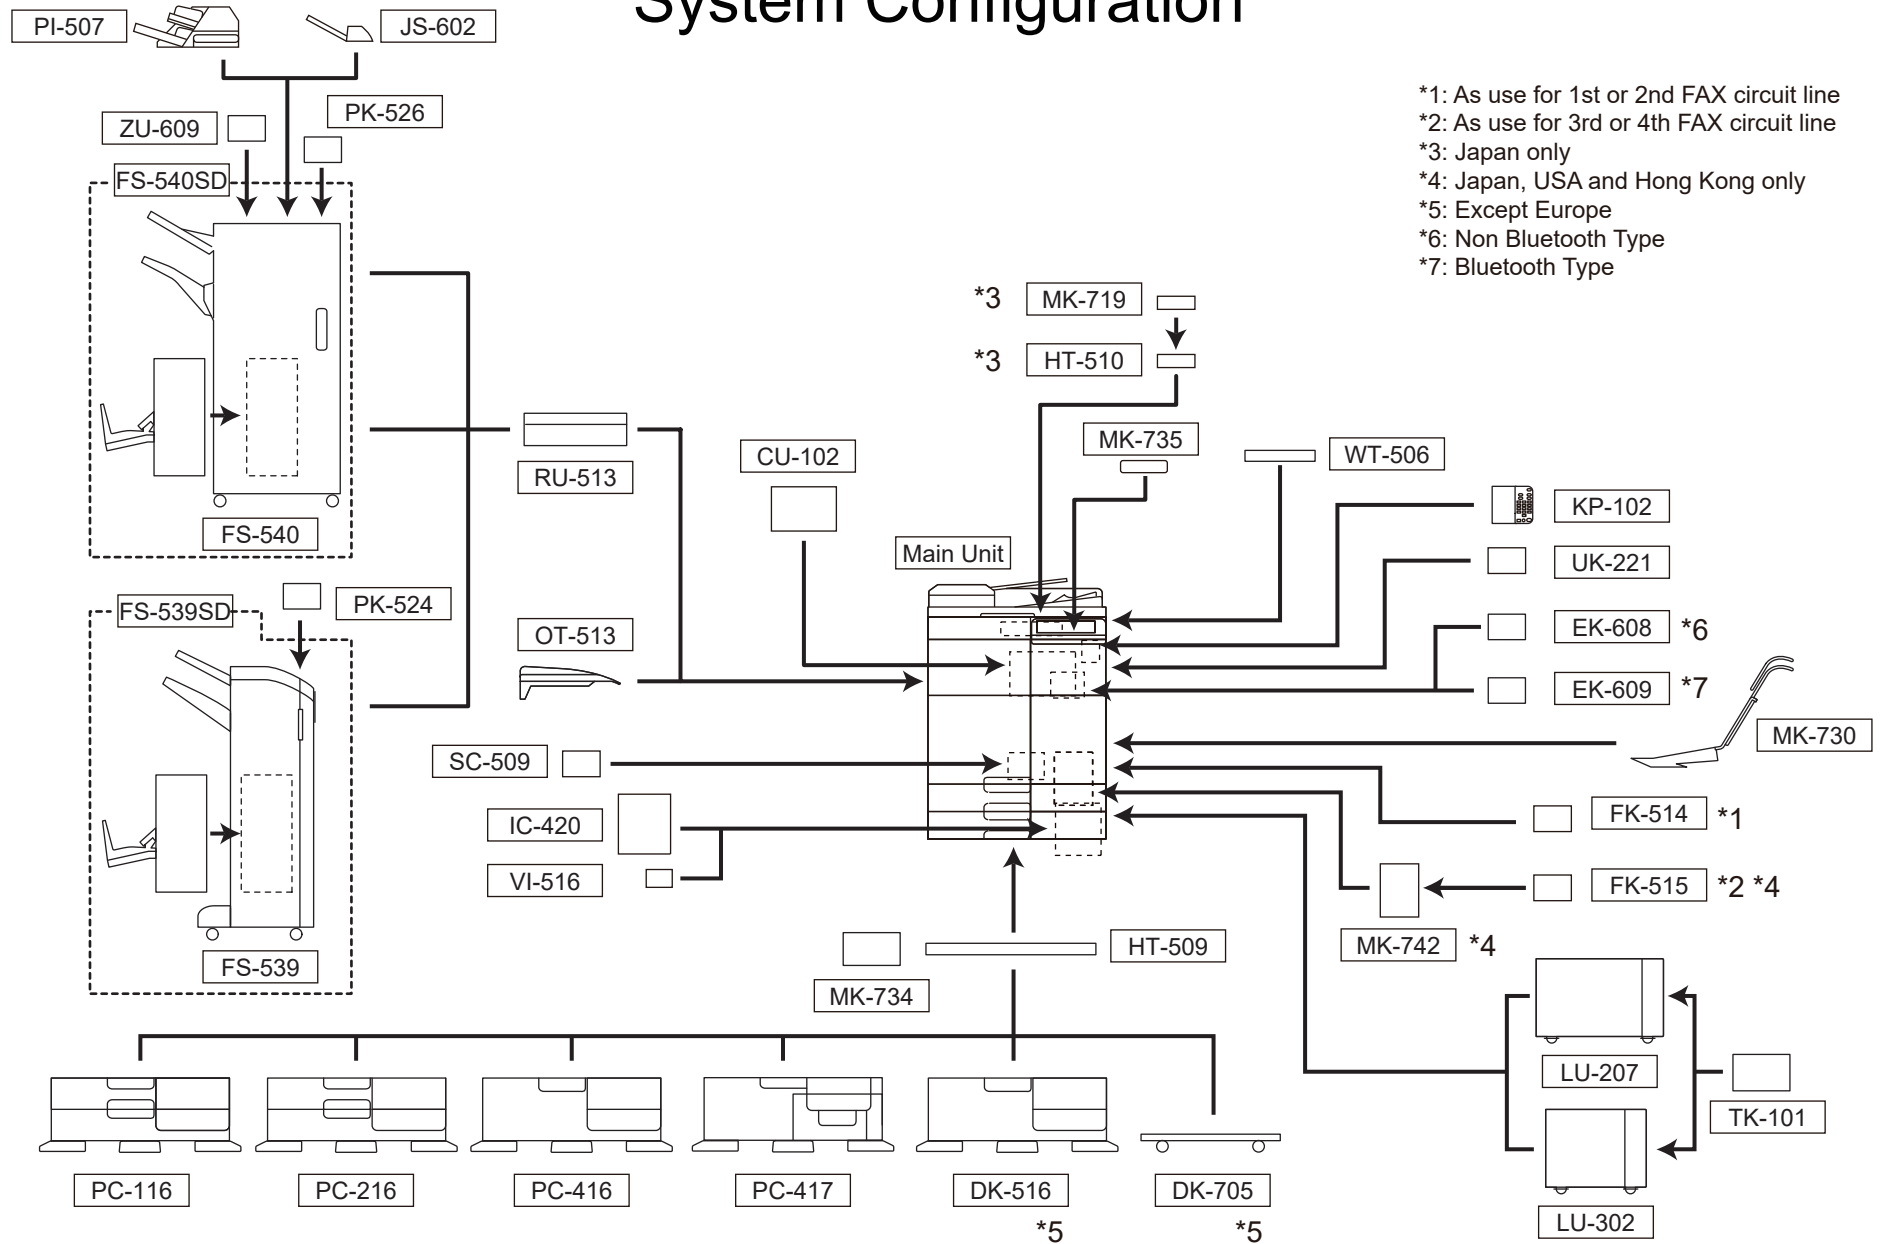 System Configuration
PI-507
JS-602
ZU-609
PK-526
FS-540SD
FS-540
FS-539SD
PK-524
FS-539
RU-513
OT-513
CU-102
SC-509
IC-420
VI-516
Main Unit
*3 MK-719
*3 HT-510
MK-735
WT-506
*1: As use for 1st or 2nd FAX circuit line
*2: As use for 3rd or 4th FAX circuit line
*3: Japan only
*4: Japan, USA and Hong Kong only
*5: Except Europe
*6: Non Bluetooth Type
*7: Bluetooth Type
KP-102
UK-221
EK-608 *6
EK-609 *7
MK-730
FK-514 *1
FK-515 *2 *4
MK-742 *4
HT-509
MK-734
LU-207
TK-101
LU-302
PC-116
PC-216
PC-416
PC-417
DK-516
*5
DK-705
*5